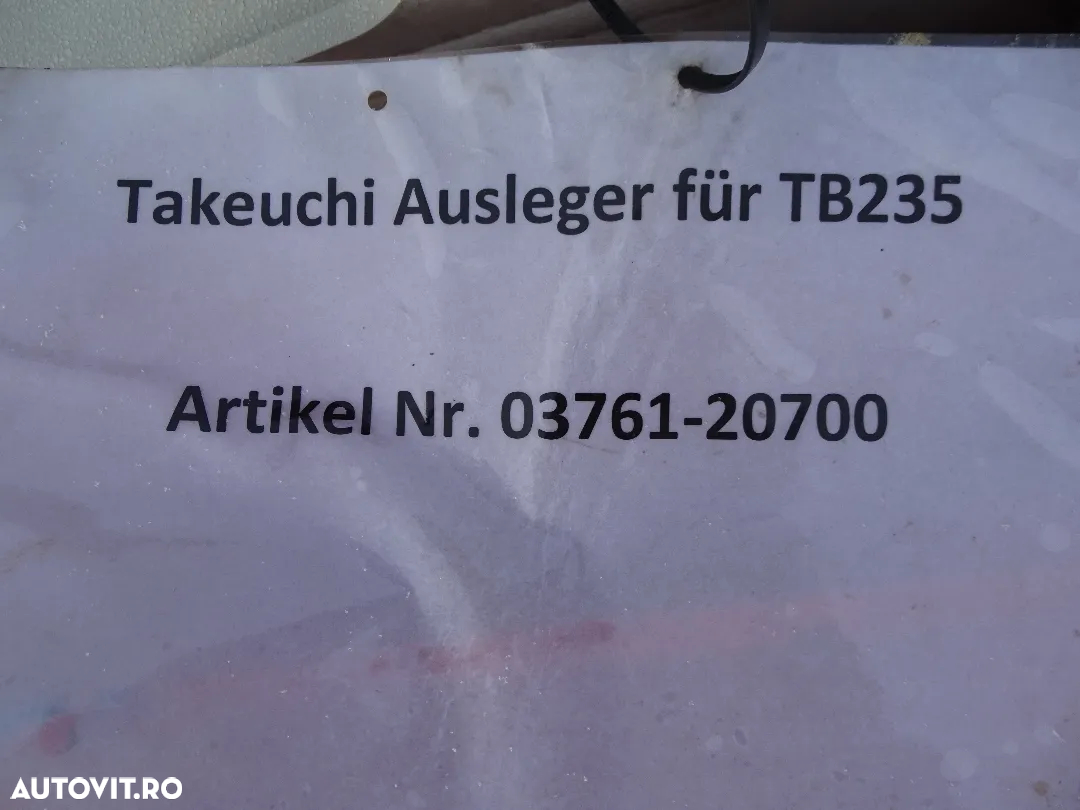 Takeuchi Ausleger für TB235
Artikel Nr. 03761-20700
AUTOVIT.RO